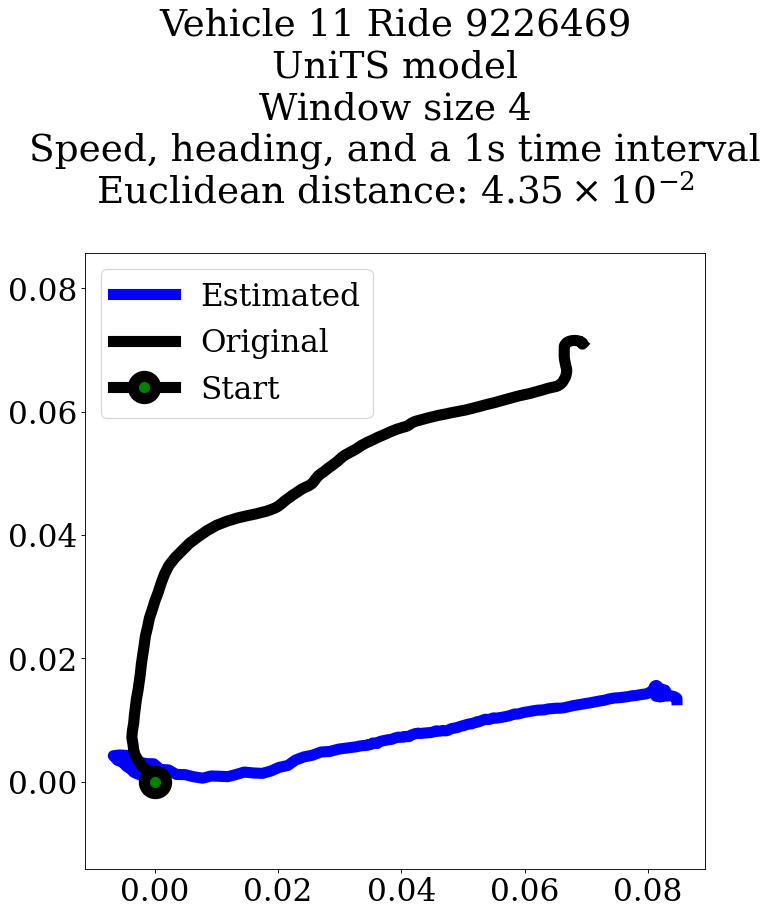 Vehicle 11 Ride 9226469
UniTS model
Window size 4
Speed, heading, and a 1s time interval
Euclidean distance: 4.35 × 10⁻²
Estimated
Original
Start
0.08
0.06
0.04
0.02
0.00
0.00 0.02 0.04 0.06 0.08